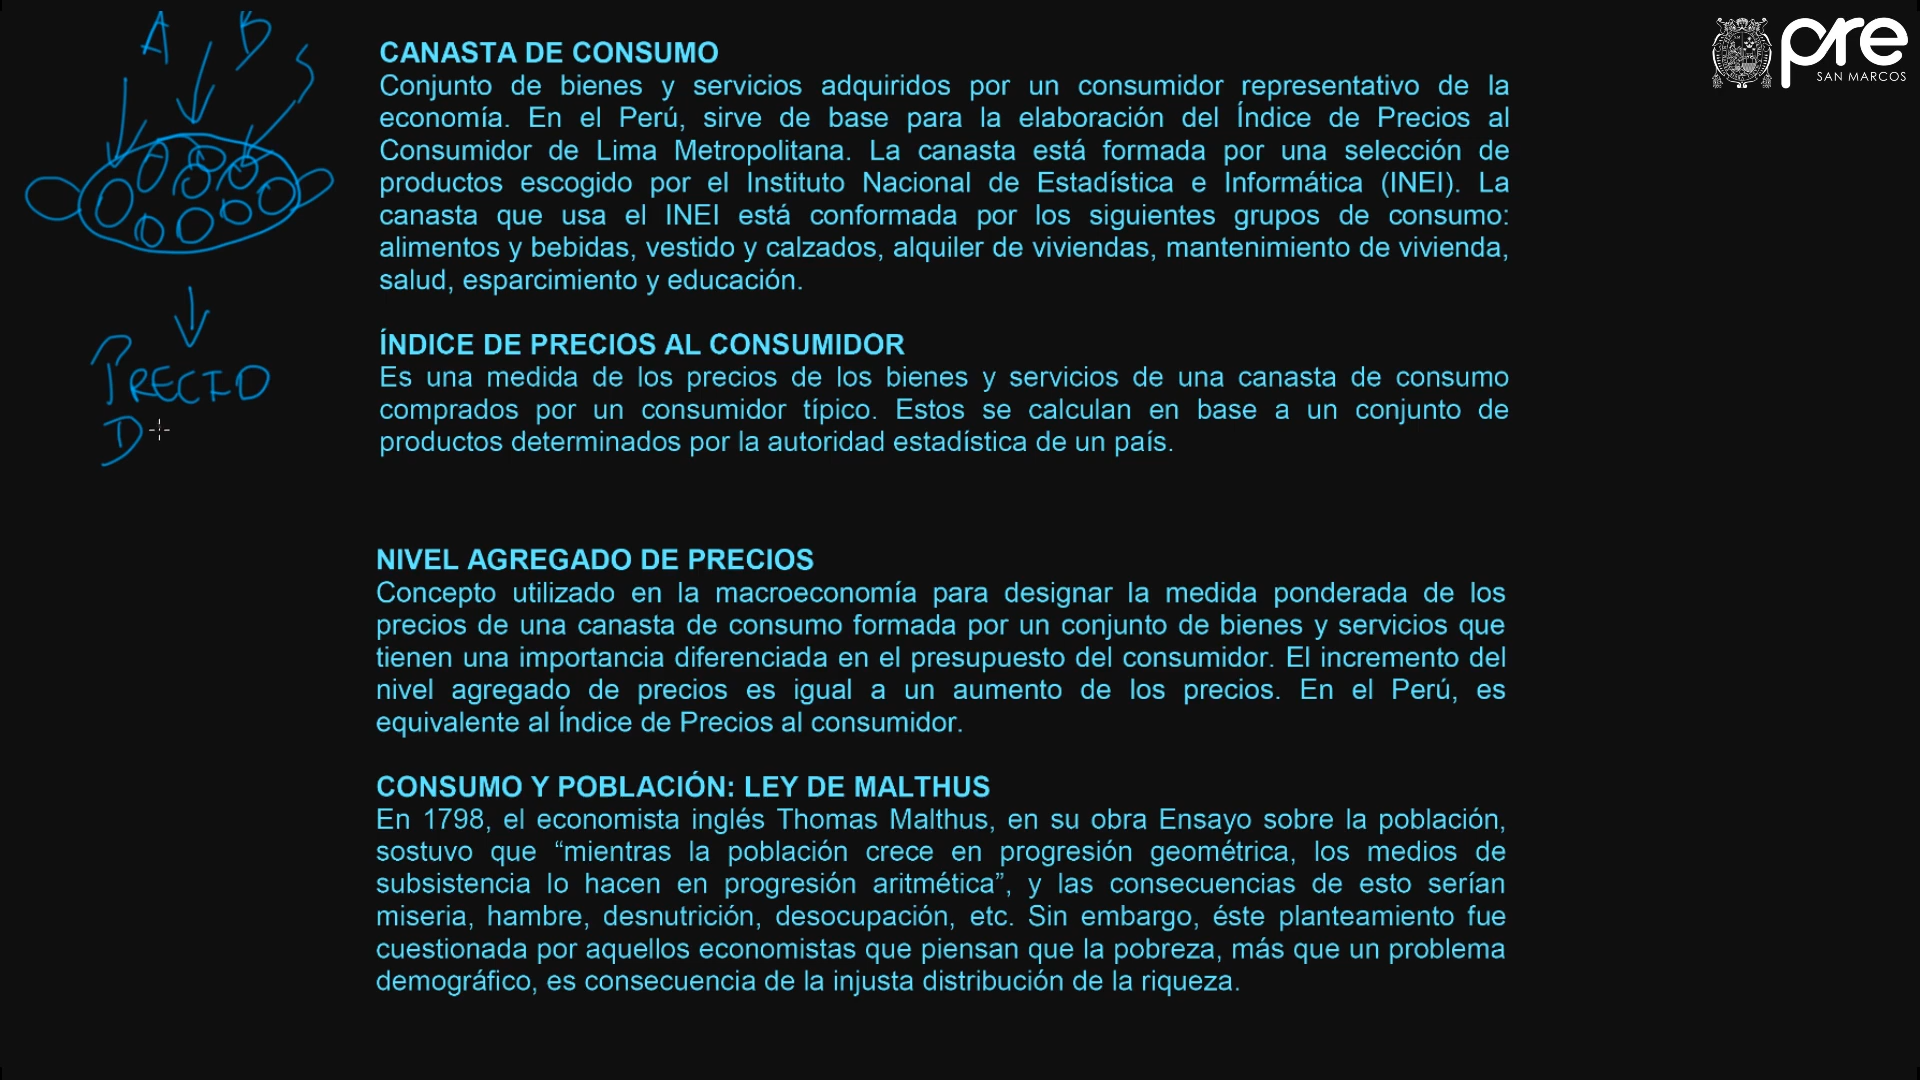 A B S
PRECIO
D
CANASTA DE CONSUMO
Conjunto de bienes y servicios adquiridos por un consumidor representativo de la
economía. En el Perú, sirve de base para la elaboración del Índice de Precios al
Consumidor de Lima Metropolitana. La canasta está formada por una selección de
productos escogido por el Instituto Nacional de Estadística e Informática (INEI). La
canasta que usa el INEI está conformada por los siguientes grupos de consumo:
alimentos y bebidas, vestido y calzados, alquiler de viviendas, mantenimiento de vivienda,
salud, esparcimiento y educación.
ÍNDICE DE PRECIOS AL CONSUMIDOR
Es una medida de los precios de los bienes y servicios de una canasta de consumo
comprados por un consumidor típico. Estos se calculan en base a un conjunto de
productos determinados por la autoridad estadística de un país.
NIVEL AGREGADO DE PRECIOS
Concepto utilizado en la macroeconomía para designar la medida ponderada de los
precios de una canasta de consumo formada por un conjunto de bienes y servicios que
tienen una importancia diferenciada en el presupuesto del consumidor. El incremento del
nivel agregado de precios es igual a un aumento de los precios. En el Perú, es
equivalente al Índice de Precios al consumidor.
CONSUMO Y POBLACIÓN: LEY DE MALTHUS
En 1798, el economista inglés Thomas Malthus, en su obra Ensayo sobre la población,
sostuvo que “mientras la población crece en progresión geométrica, los medios de
subsistencia lo hacen en progresión aritmética”, y las consecuencias de esto serían
miseria, hambre, desnutrición, desocupación, etc. Sin embargo, éste planteamiento fue
cuestionada por aquellos economistas que piensan que la pobreza, más que un problema
demográfico, es consecuencia de la injusta distribución de la riqueza.
pre
SAN MARCOS